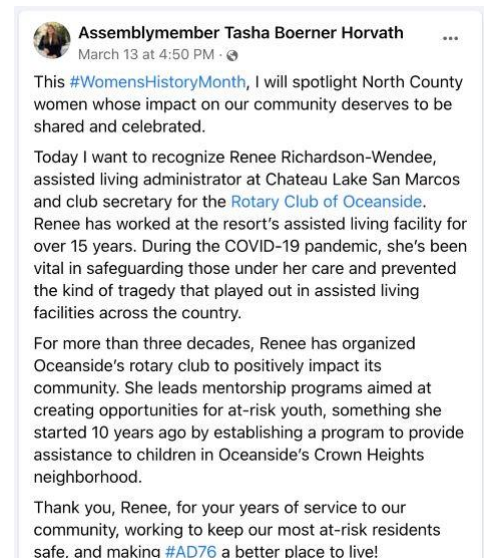 Assemblymember Tasha Boerner Horvath
March 13 at 4:50 PM ·
This #WomensHistoryMonth, I will spotlight North County
women whose impact on our community deserves to be
shared and celebrated.
Today I want to recognize Renee Richardson-Wendee,
assisted living administrator at Chateau Lake San Marcos
and club secretary for the Rotary Club of Oceanside.
Renee has worked at the resort's assisted living facility for
over 15 years. During the COVID-19 pandemic, she's been
vital in safeguarding those under her care and prevented
the kind of tragedy that played out in assisted living
facilities across the country.
For more than three decades, Renee has organized
Oceanside's rotary club to positively impact its
community. She leads mentorship programs aimed at
creating opportunities for at-risk youth, something she
started 10 years ago by establishing a program to provide
assistance to children in Oceanside's Crown Heights
neighborhood.
Thank you, Renee, for your years of service to our
community, working to keep our most at-risk residents
safe, and making #AD76 a better place to live!